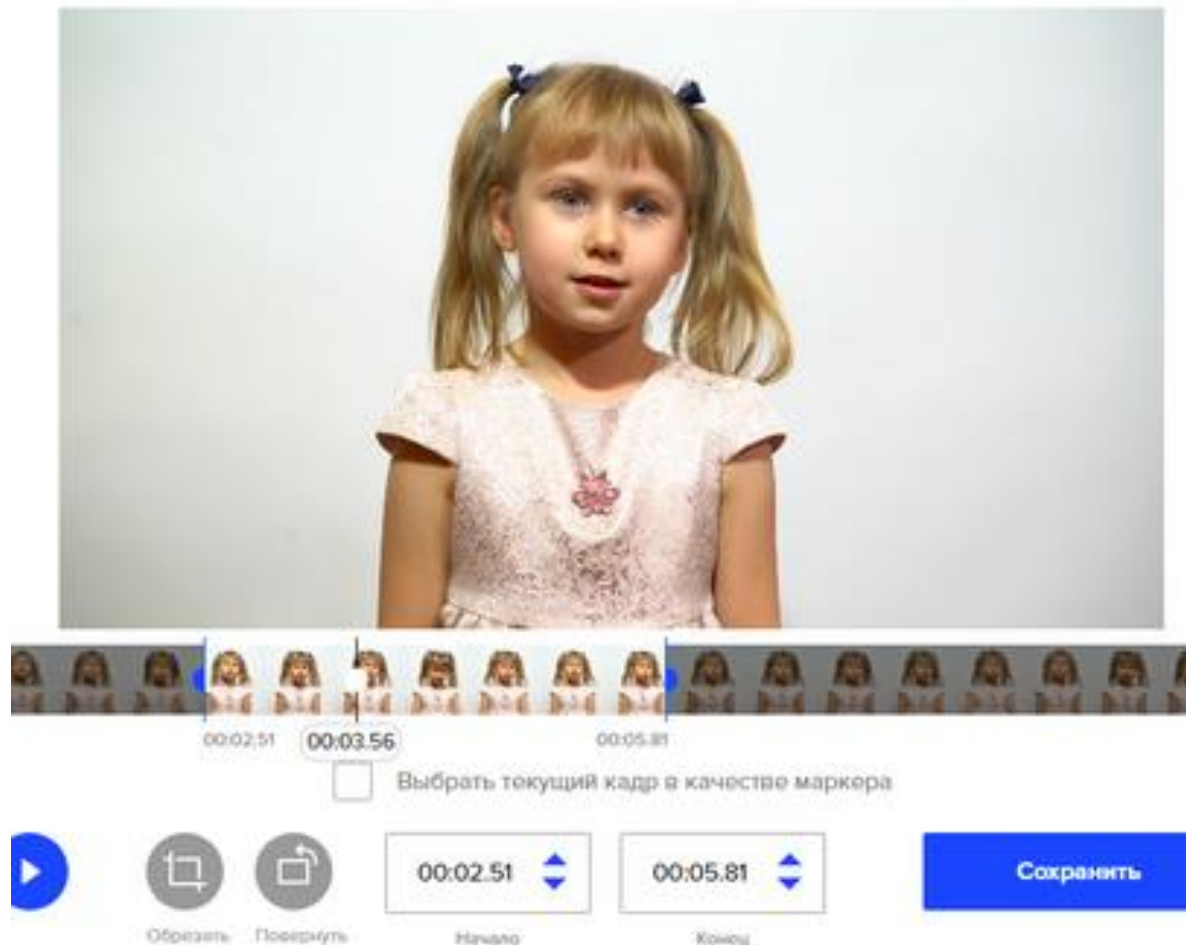 00:02.51 00:03.56 00:05.81
Выбрать текущий кадр в качестве маркера
00:02.51 00:05.81 Сохранить
Обрезать Повернуть Начало Конец